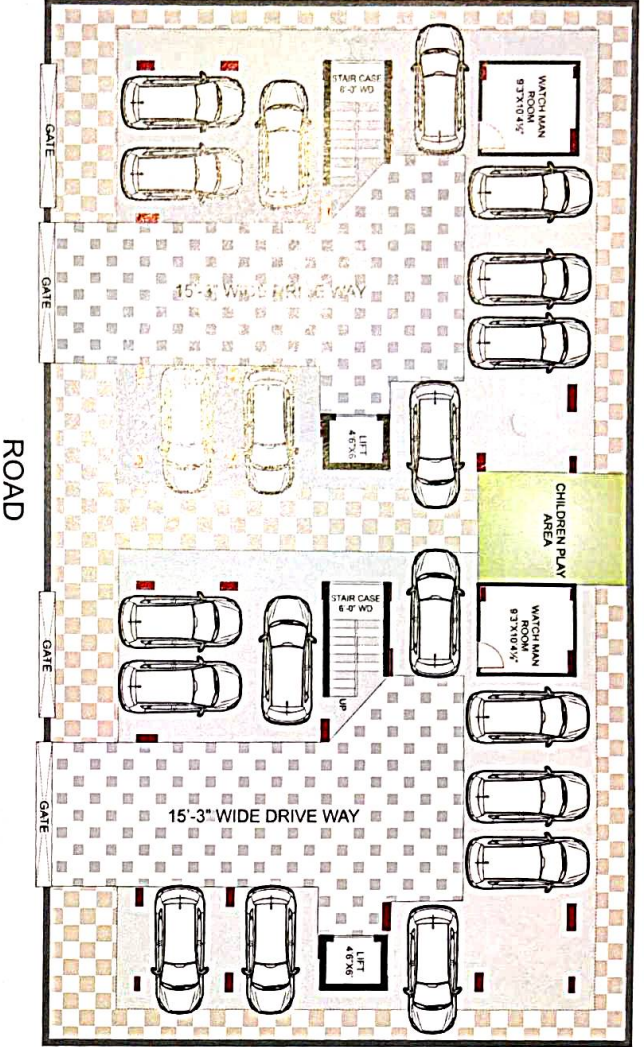 STAIR CASE
6'-0" WD
WATCH MAN
ROOM
9'3"X10'4½"
GATE
GATE
15'-3" WIDE DRIVE WAY
LIFT
4'6"X6'
CHILDREN PLAY
AREA
ROAD
STAIR CASE
6'-0" WD
UP
WATCH MAN
ROOM
9'3"X10'4½"
GATE
GATE
15'-3" WIDE DRIVE WAY
LIFT
4'6"X6'